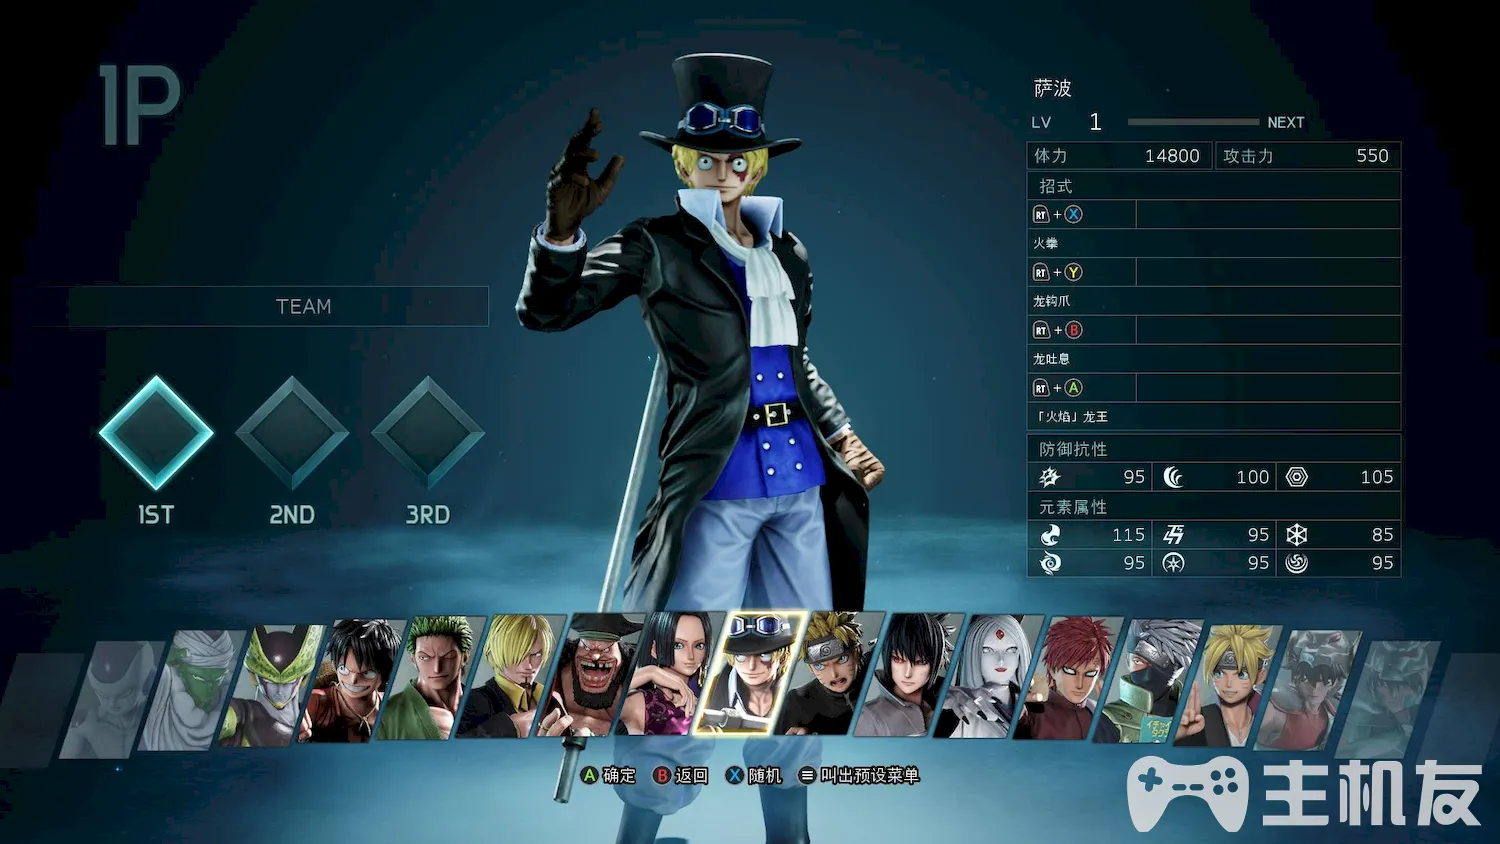 1P
TEAM
1ST
2ND
3RD
萨波
LV 1 NEXT
体力 14800 攻击力 550
招式
RT + X
火拳
RT + Y
龙钩爪
RT + B
龙吐息
RT + A
「火焰」龙王
防御抗性
95 100 105
元素属性
115 95 85
95 95 95
A 确定 B 返回 X 随机 叫出预设菜单
主机友